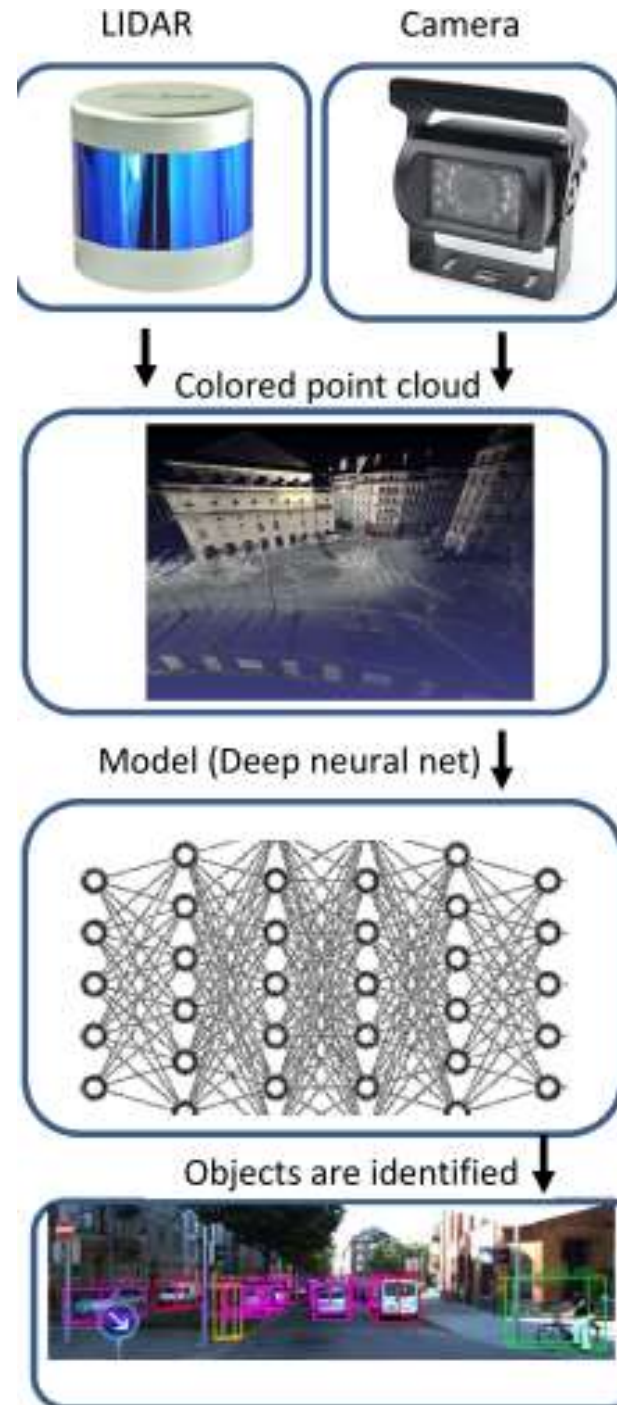 LIDAR
Camera
Colored point cloud
Model (Deep neural net)
Objects are identified